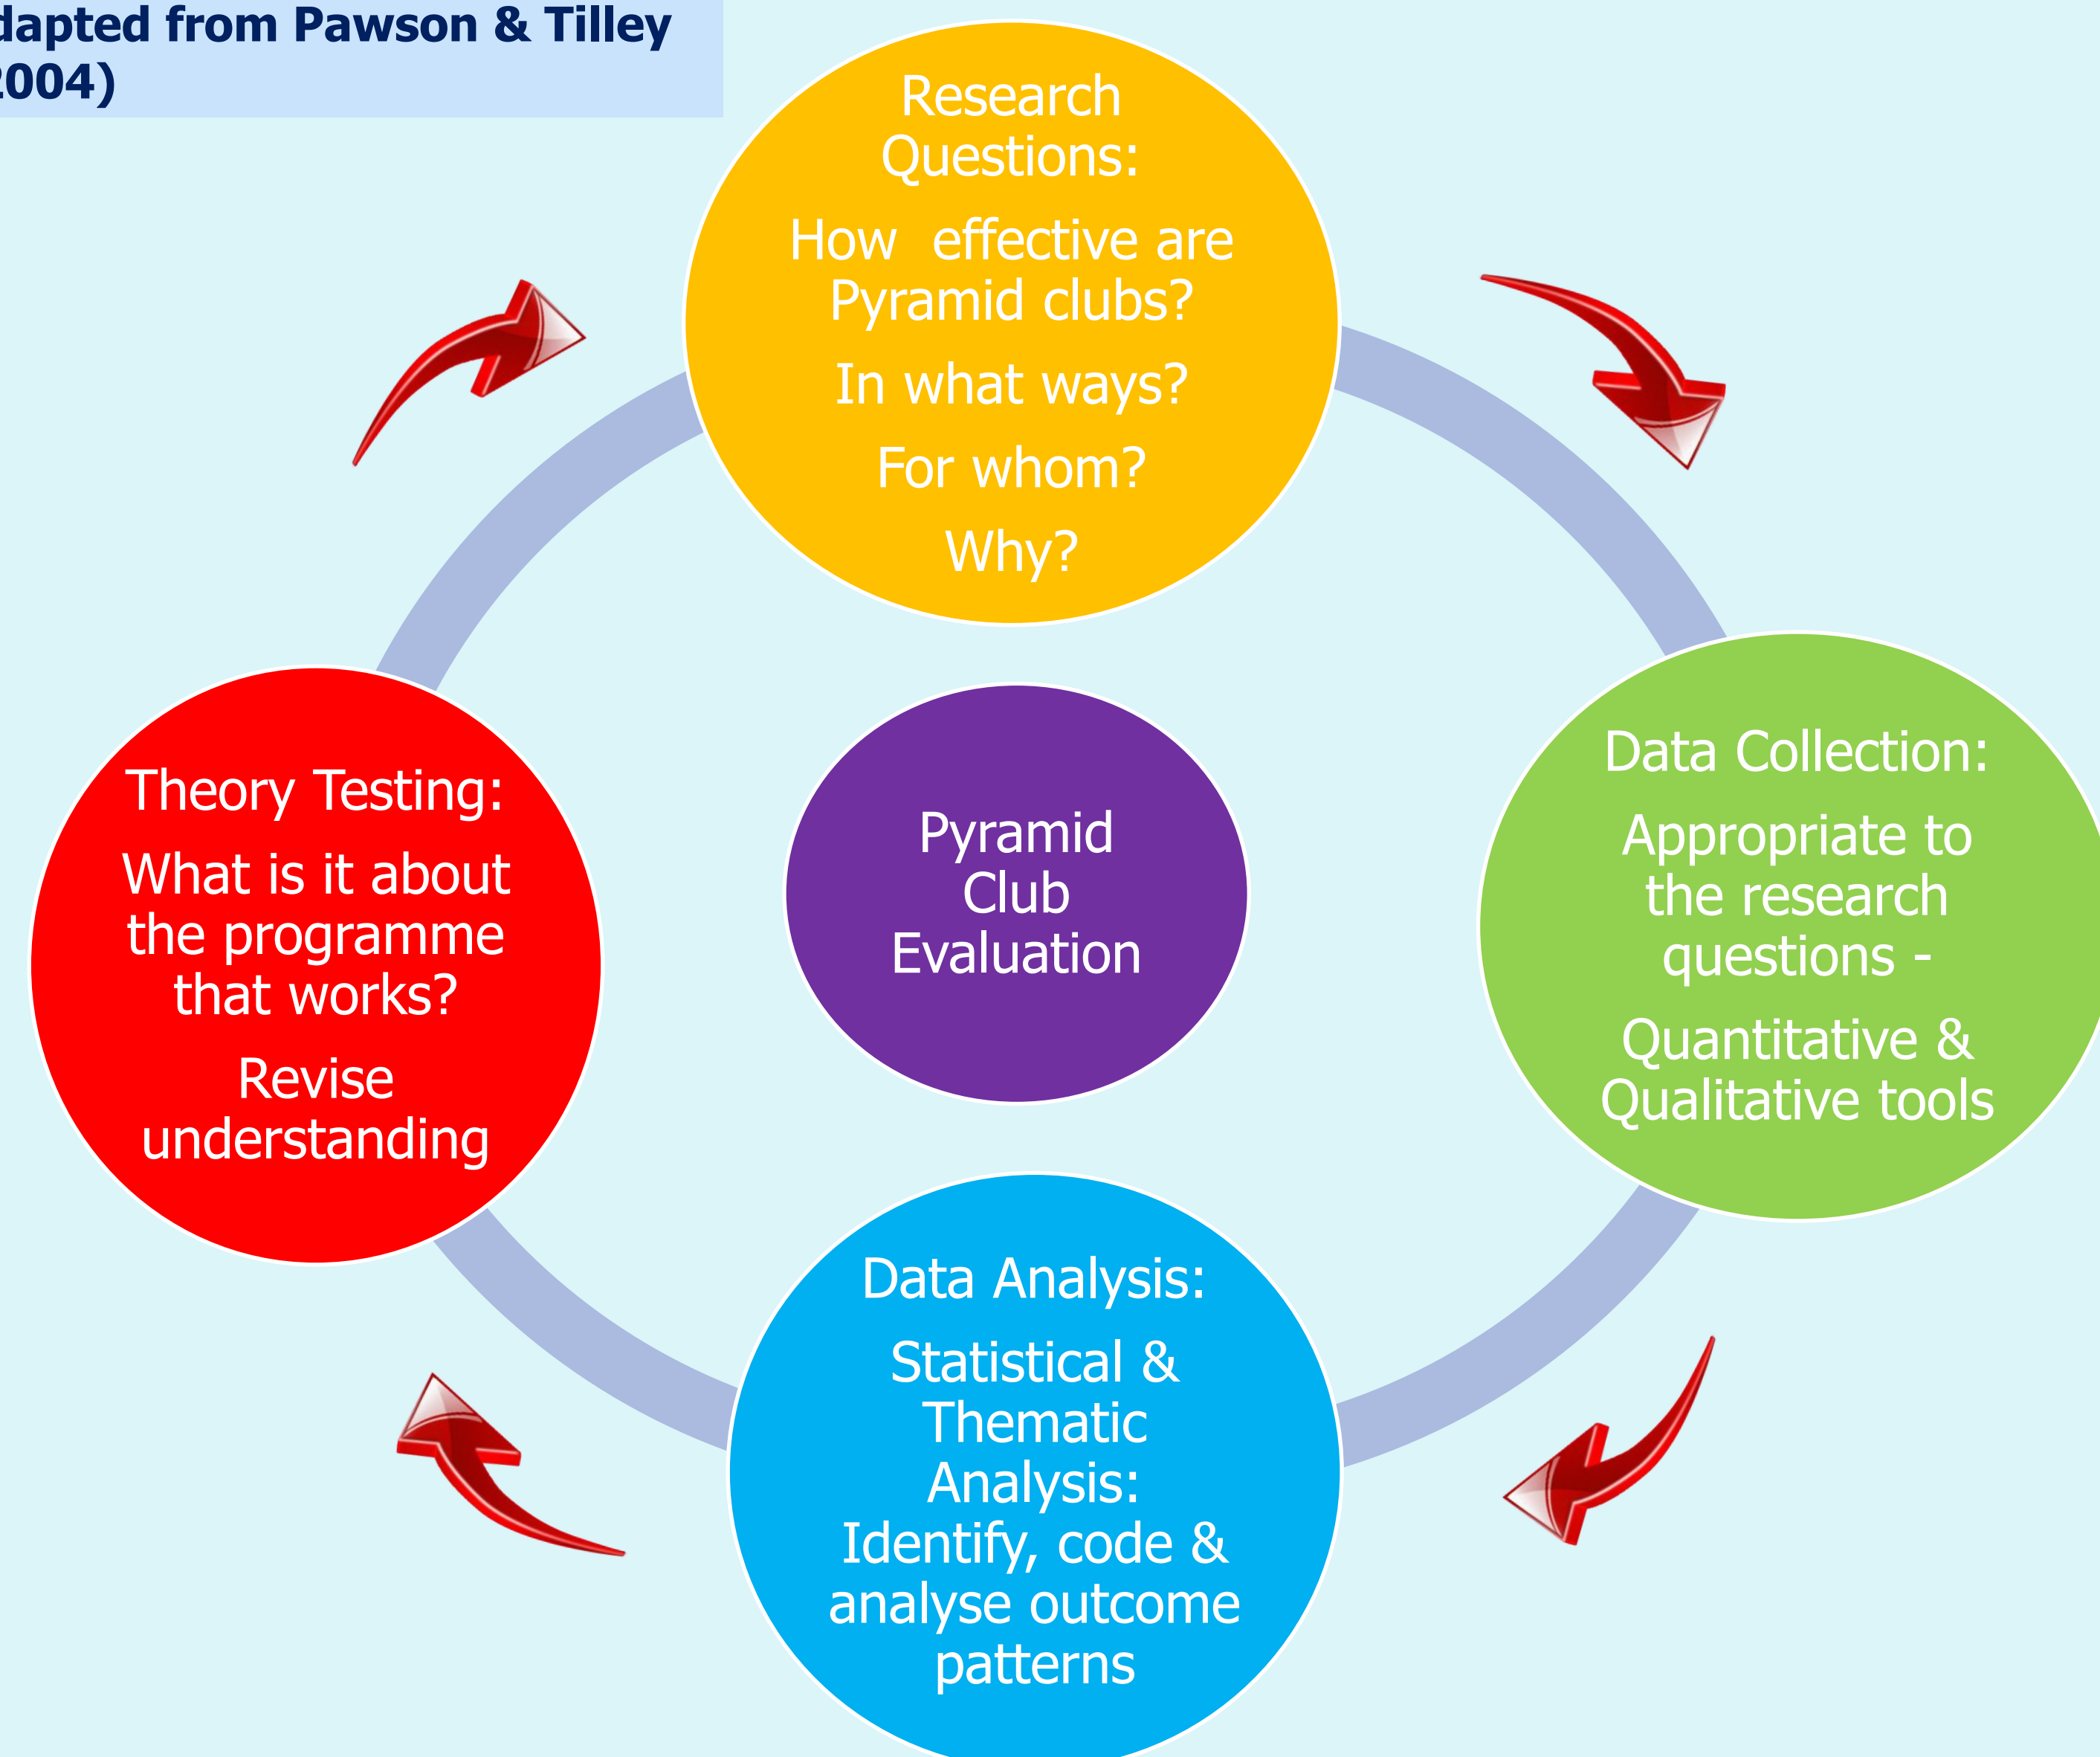 dapted from Pawson & Tilley
2004)
Research
Questions:
How effective are
Pyramid clubs?
In what ways?
For whom?
Why?
Data Collection:
Appropriate to
the research
questions -
Quantitative &
Qualitative tools
Data Analysis:
Statistical &
Thematic
Analysis:
Identify, code &
analyse outcome
patterns
Theory Testing:
What is it about
the programme
that works?
Revise
understanding
Pyramid
Club
Evaluation